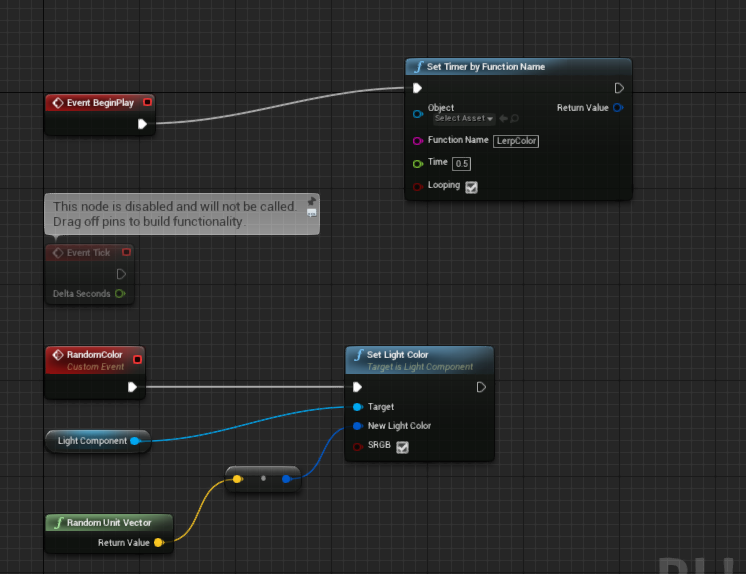 Set Timer by Function Name
Event BeginPlay
Object
Select Asset
Return Value
Function Name LerpColor
Time 0.5
Looping
This node is disabled and will not be called.
Drag off pins to build functionality.
Event Tick
Delta Seconds
RandomColor
Custom Event
Set Light Color
Target is Light Component
Target
New Light Color
SRGB
Light Component
Random Unit Vector
Return Value